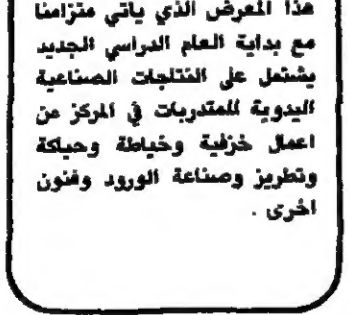 هذا المعرض الذي ياتي متزامنا
مع بداية العام الدراسي الجديد
يشتمل على المنتجات الصناعية
اليدوية للمتدربات في المركز من
اعمال خزفية وخياطة وحياكة
وتطريز وصناعة الورود وفنون
اخرى .